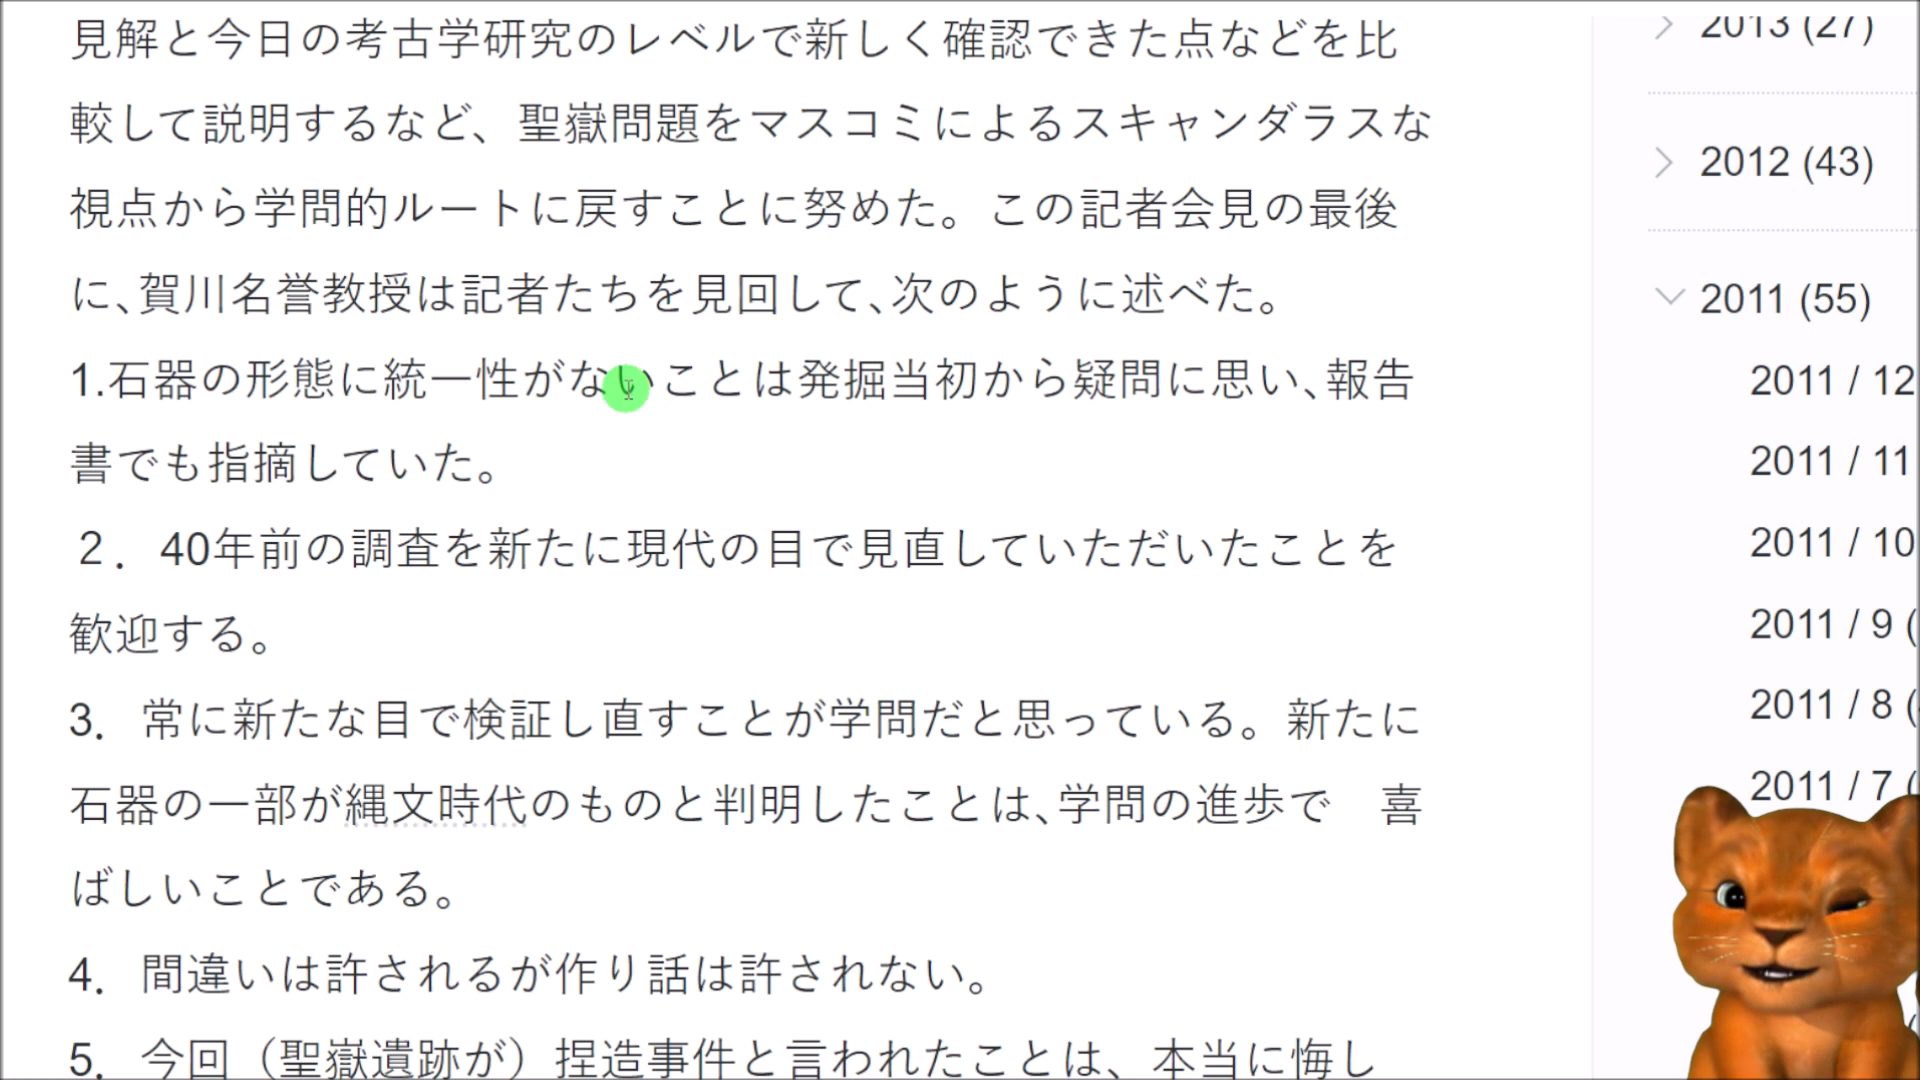 見解と今日の考古学研究のレベルで新しく確認できた点などを比
較して説明するなど、聖嶽問題をマスコミによるスキャンダラスな
視点から学問的ルートに戻すことに努めた。この記者会見の最後
に、賀川名誉教授は記者たちを見回して、次のように述べた。
1.石器の形態に統一性がないことは発掘当初から疑問に思い、報告
書でも指摘していた。
２．40年前の調査を新たに現代の目で見直していただいたことを
歓迎する。
3．常に新たな目で検証し直すことが学問だと思っている。新たに
石器の一部が縄文時代のものと判明したことは、学問の進歩で　喜
ばしいことである。
4．間違いは許されるが作り話は許されない。
5．今回（聖嶽遺跡が）捏造事件と言われたことは、本当に悔し
2013 (27)
2012 (43)
2011 (55)
2011 / 12
2011 / 11
2011 / 10
2011 / 9 (
2011 / 8 (
2011 / 7 (